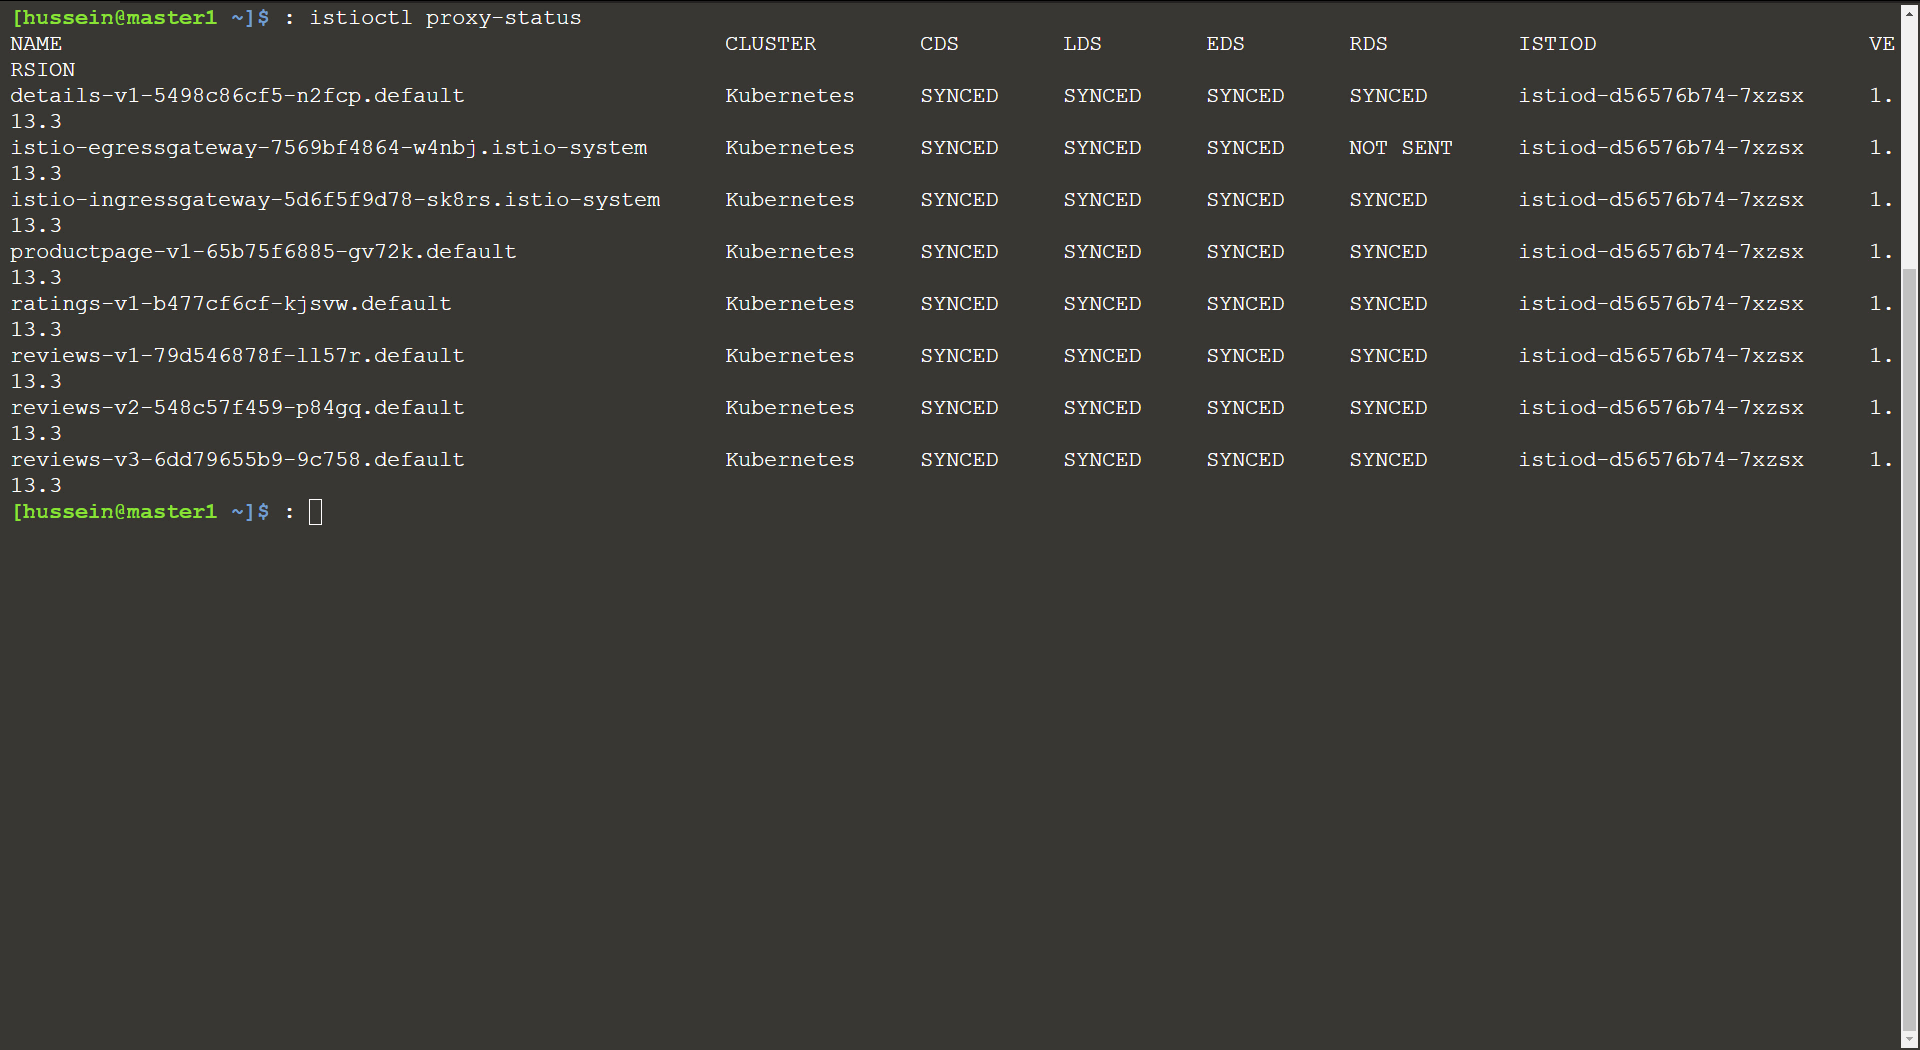 [hussein@master1 ~]$ : istioctl proxy-status
NAME                                                   CLUSTER        CDS        LDS        EDS        RDS          ISTIOD                     VE
RSION
details-v1-5498c86cf5-n2fcp.default                    Kubernetes     SYNCED     SYNCED     SYNCED     SYNCED       istiod-d56576b74-7xzsx     1.
13.3
istio-egressgateway-7569bf4864-w4nbj.istio-system      Kubernetes     SYNCED     SYNCED     SYNCED     NOT SENT     istiod-d56576b74-7xzsx     1.
13.3
istio-ingressgateway-5d6f5f9d78-sk8rs.istio-system     Kubernetes     SYNCED     SYNCED     SYNCED     SYNCED       istiod-d56576b74-7xzsx     1.
13.3
productpage-v1-65b75f6885-gv72k.default                Kubernetes     SYNCED     SYNCED     SYNCED     SYNCED       istiod-d56576b74-7xzsx     1.
13.3
ratings-v1-b477cf6cf-kjsvw.default                     Kubernetes     SYNCED     SYNCED     SYNCED     SYNCED       istiod-d56576b74-7xzsx     1.
13.3
reviews-v1-79d546878f-ll57r.default                    Kubernetes     SYNCED     SYNCED     SYNCED     SYNCED       istiod-d56576b74-7xzsx     1.
13.3
reviews-v2-548c57f459-p84gq.default                    Kubernetes     SYNCED     SYNCED     SYNCED     SYNCED       istiod-d56576b74-7xzsx     1.
13.3
reviews-v3-6dd79655b9-9c758.default                    Kubernetes     SYNCED     SYNCED     SYNCED     SYNCED       istiod-d56576b74-7xzsx     1.
13.3
[hussein@master1 ~]$ :